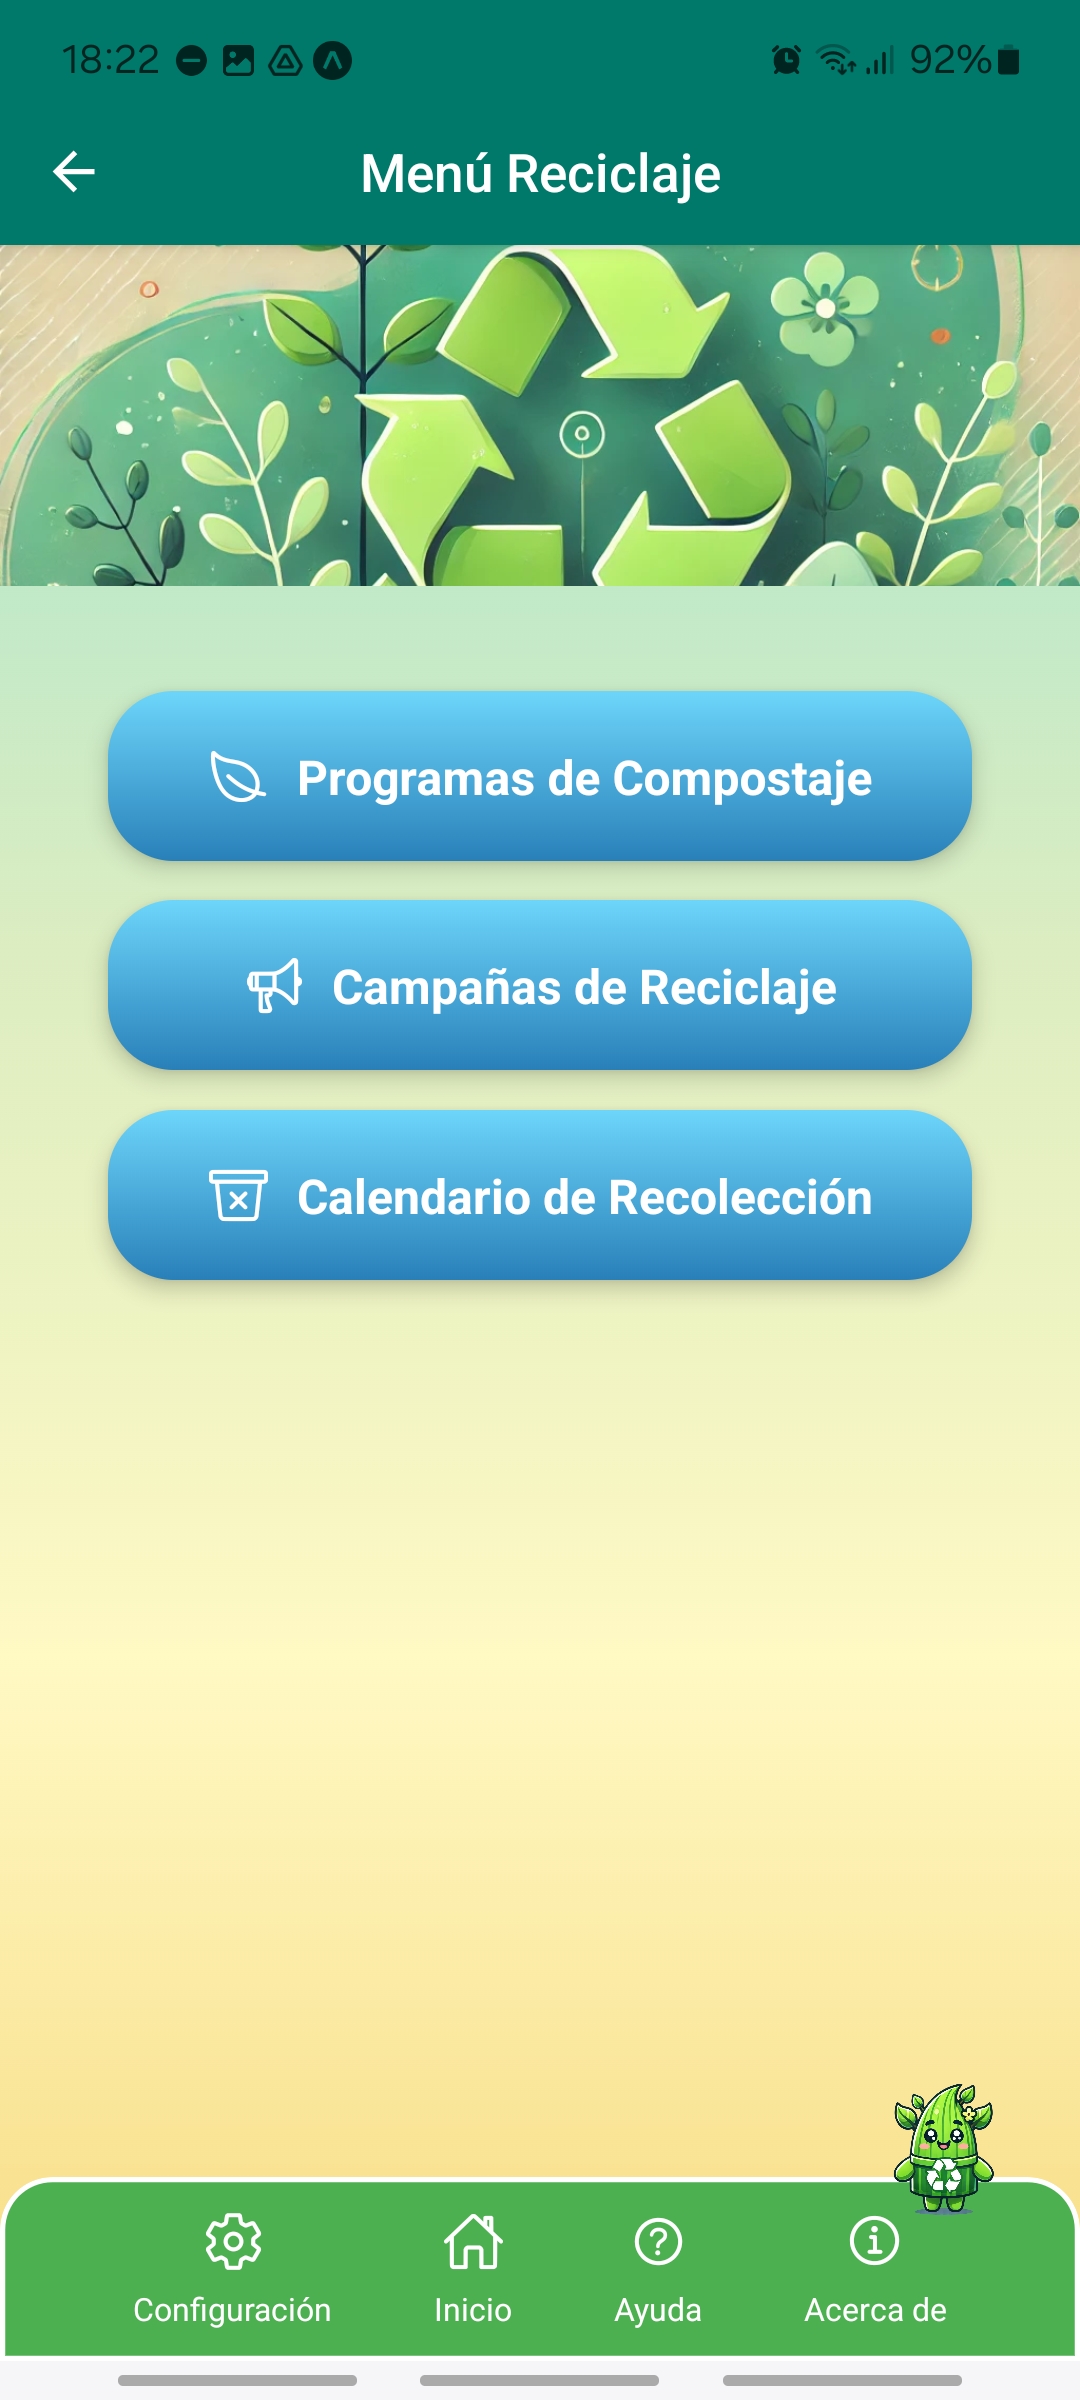 18:22 92%
Menú Reciclaje
Programas de Compostaje
Campañas de Reciclaje
Calendario de Recolección
Configuración Inicio Ayuda Acerca de